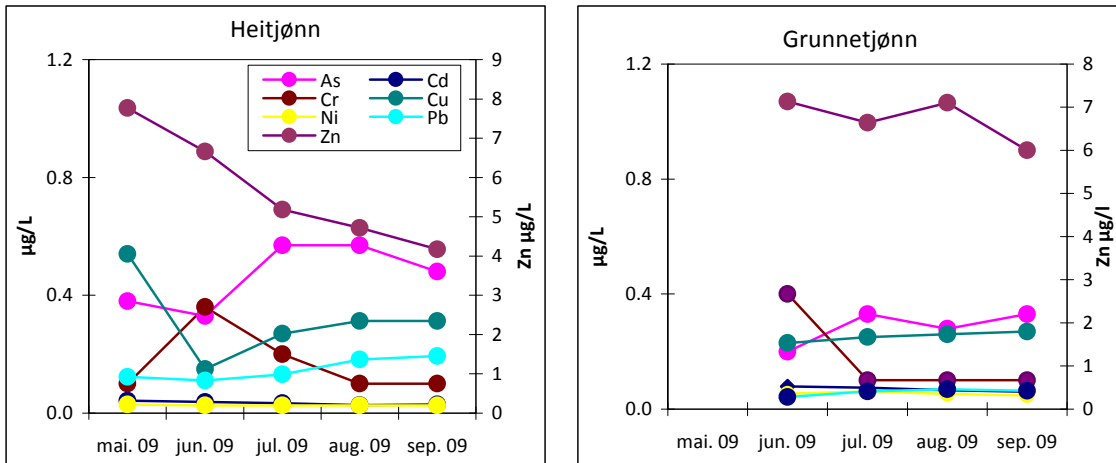 Heitjønn
1.2
0.8
0.4
0.0
µg/L
9
8
7
6
5
4
3
2
1
0
Zn µg/L
As Cd
Cr Cu
Ni Pb
Zn
mai. 09 jun. 09 jul. 09 aug. 09 sep. 09
Grunnetjønn
1.2
0.8
0.4
0.0
µg/L
8
7
6
5
4
3
2
1
0
Zn µg/l
mai. 09 jun. 09 jul. 09 aug. 09 sep. 09